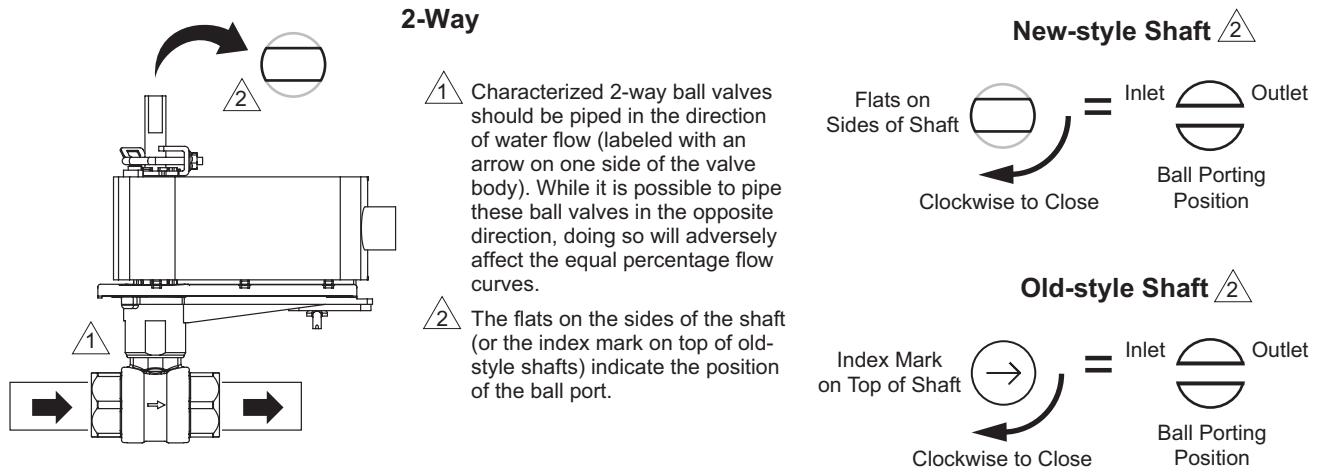 2-Way
2
1
1 Characterized 2-way ball valves
should be piped in the direction
of water flow (labeled with an
arrow on one side of the valve
body). While it is possible to pipe
these ball valves in the opposite
direction, doing so will adversely
affect the equal percentage flow
curves.
2 The flats on the sides of the shaft
(or the index mark on top of old-
style shafts) indicate the position
of the ball port.
New-style Shaft 2
Flats on
Sides of Shaft
=
Inlet
Outlet
Clockwise to Close
Ball Porting
Position
Old-style Shaft 2
Index Mark
on Top of Shaft
=
Inlet
Outlet
Clockwise to Close
Ball Porting
Position